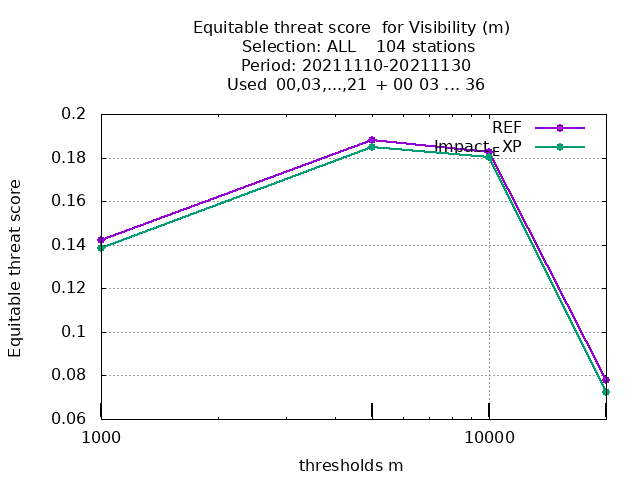 Equitable threat score  for Visibility (m)
Selection: ALL    104 stations
Period: 20211110-20211130
Used  00,03,...,21  + 00 03 ... 36
REF
Impact_EXP
0.2
0.18
0.16
0.14
0.12
0.1
0.08
0.06
Equitable threat score
1000
10000
thresholds m